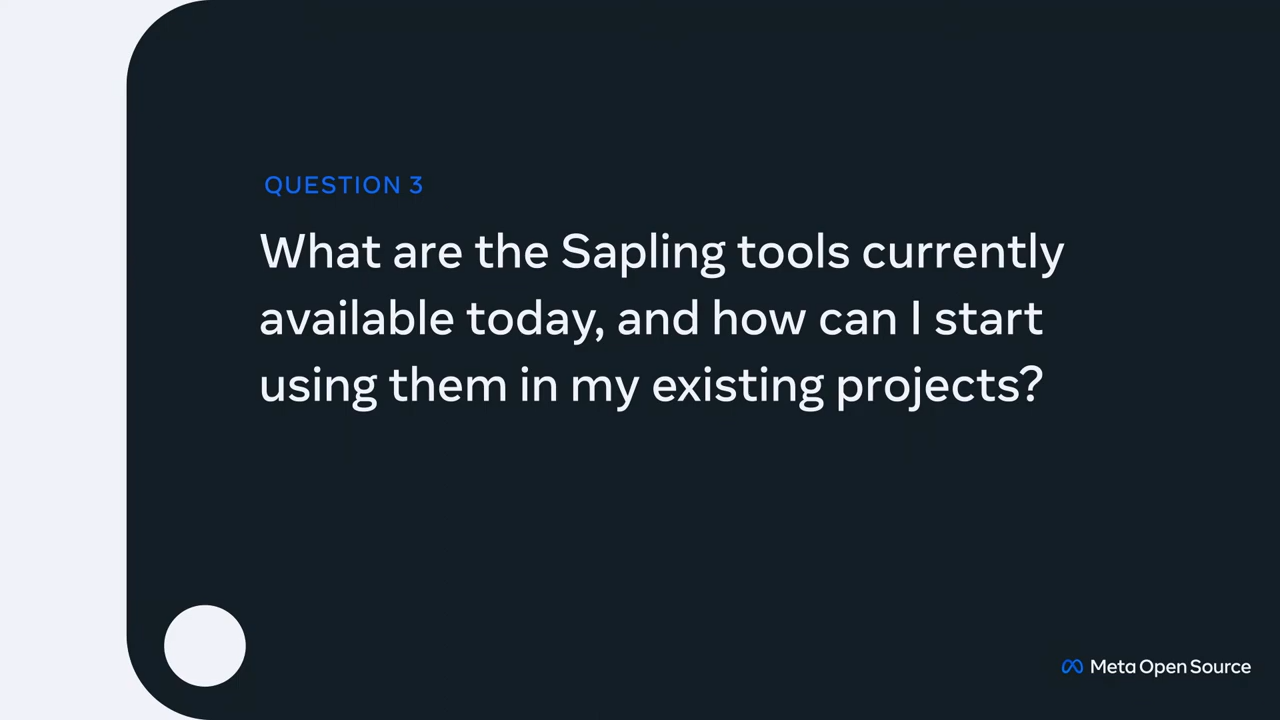 QUESTION 3
What are the Sapling tools currently
available today, and how can I start
using them in my existing projects?
Meta Open Source